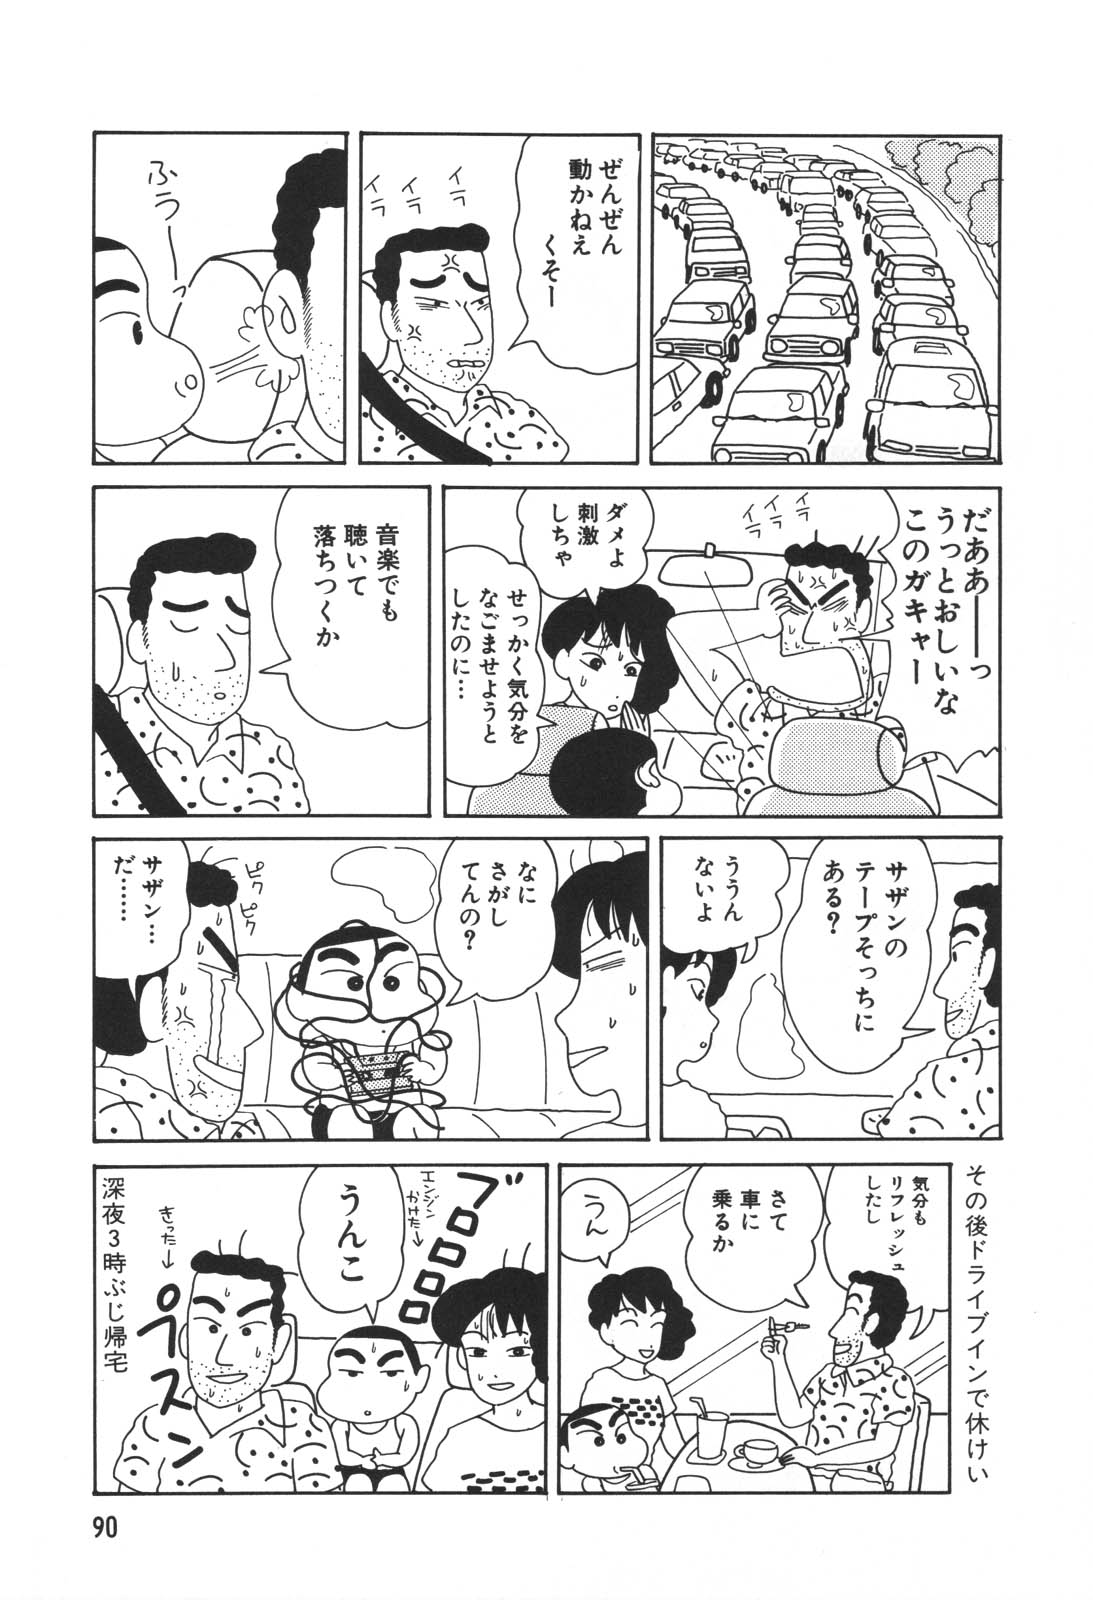 ぜんぜん
動かねえ
くそー
イラ
イラ
イラ
ふうーっ
だああ――っ
うっとおしいな
このガキャー
イラ
イラ
イラ
ダメよ
刺激
しちゃ
せっかく気分を
なごませようと
したのに…
音楽でも
聴いて
落ちつくか
サザンの
テープそっちに
ある?
ううん
ないよ
なに
さがし
てんの?
ピク
ピク
サザン…
だ……
その後ドライブインで休けい
気分も
リフレッシュ
したし
さて
車に
乗るか
うん
ブロロロロ
エンジン
かけた→
うんこ
きった→
プスン
深夜3時ぶじ帰宅
90